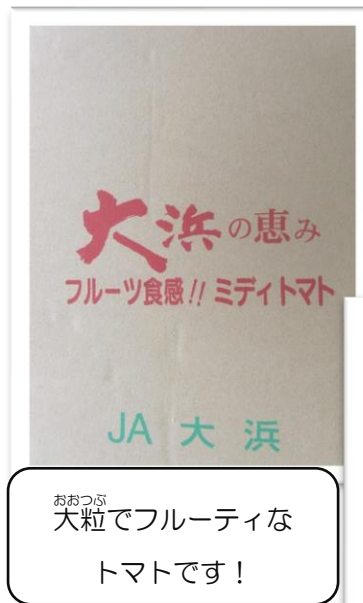 大浜の恵み
フルーツ食感!! ミディトマト
JA 大 浜
おおつぶ
大粒でフルーティな
トマトです！